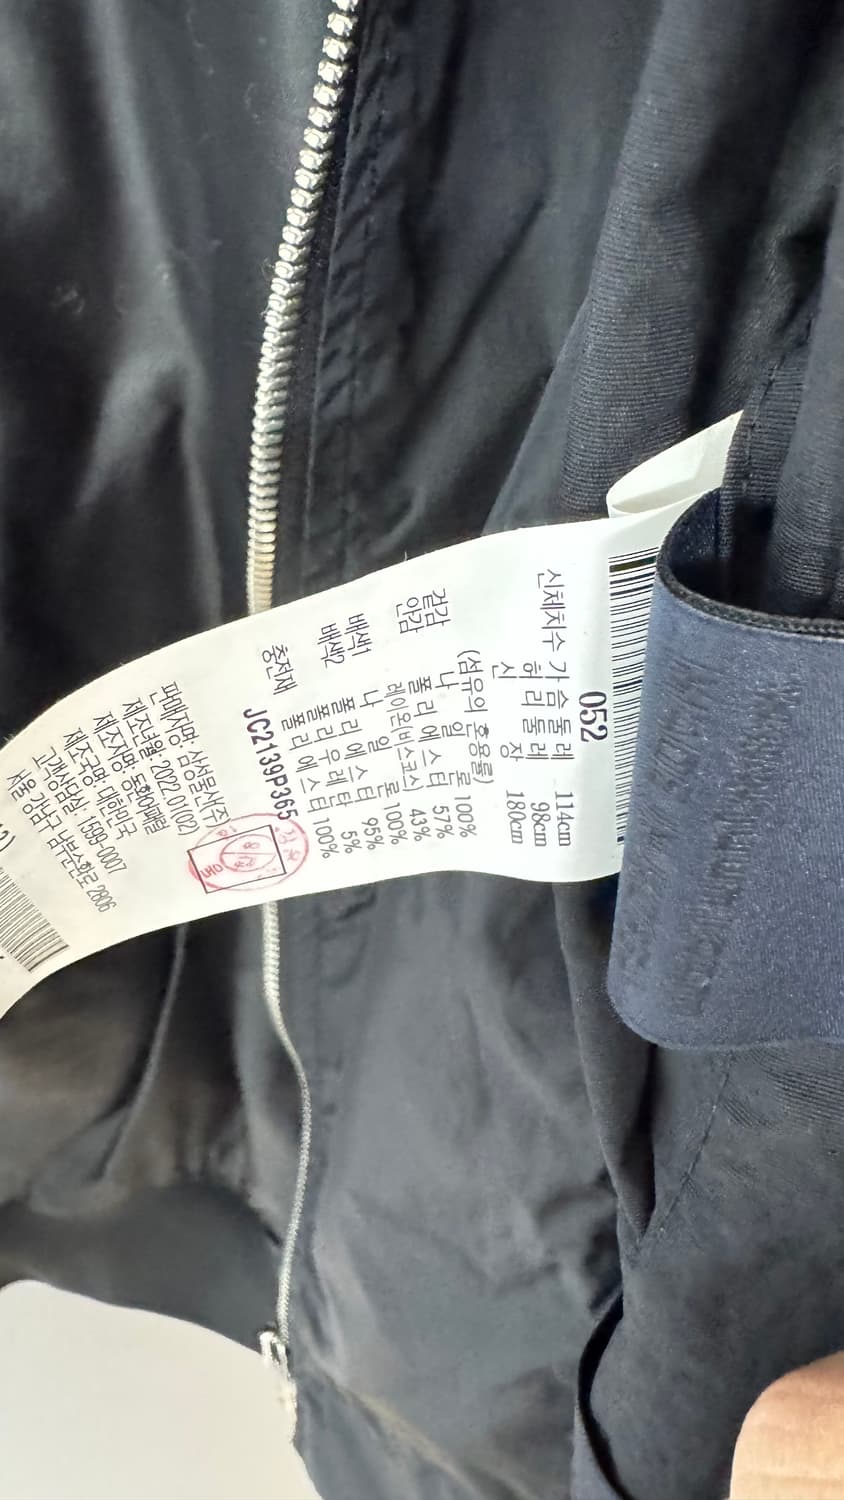 052
신체치수 가슴둘레 114cm
허리둘레 98cm
신장 180cm
(섬유의 혼용율)
겉감 나일론 100%
안감 폴리에스터 57%
레이온(비스코스) 43%
배색1 나일론 100%
배색2 폴리에스터 95%
폴리우레탄 5%
충전재 폴리에스터 100%
JC2139P365
판매자명: 삼성물산주
제조년월: 2022.01(02)
제조자명: 동화어패럴
제조국명: 대한민국
고객상담실: 1599-0007
서울 강남구 남부순환로 2806